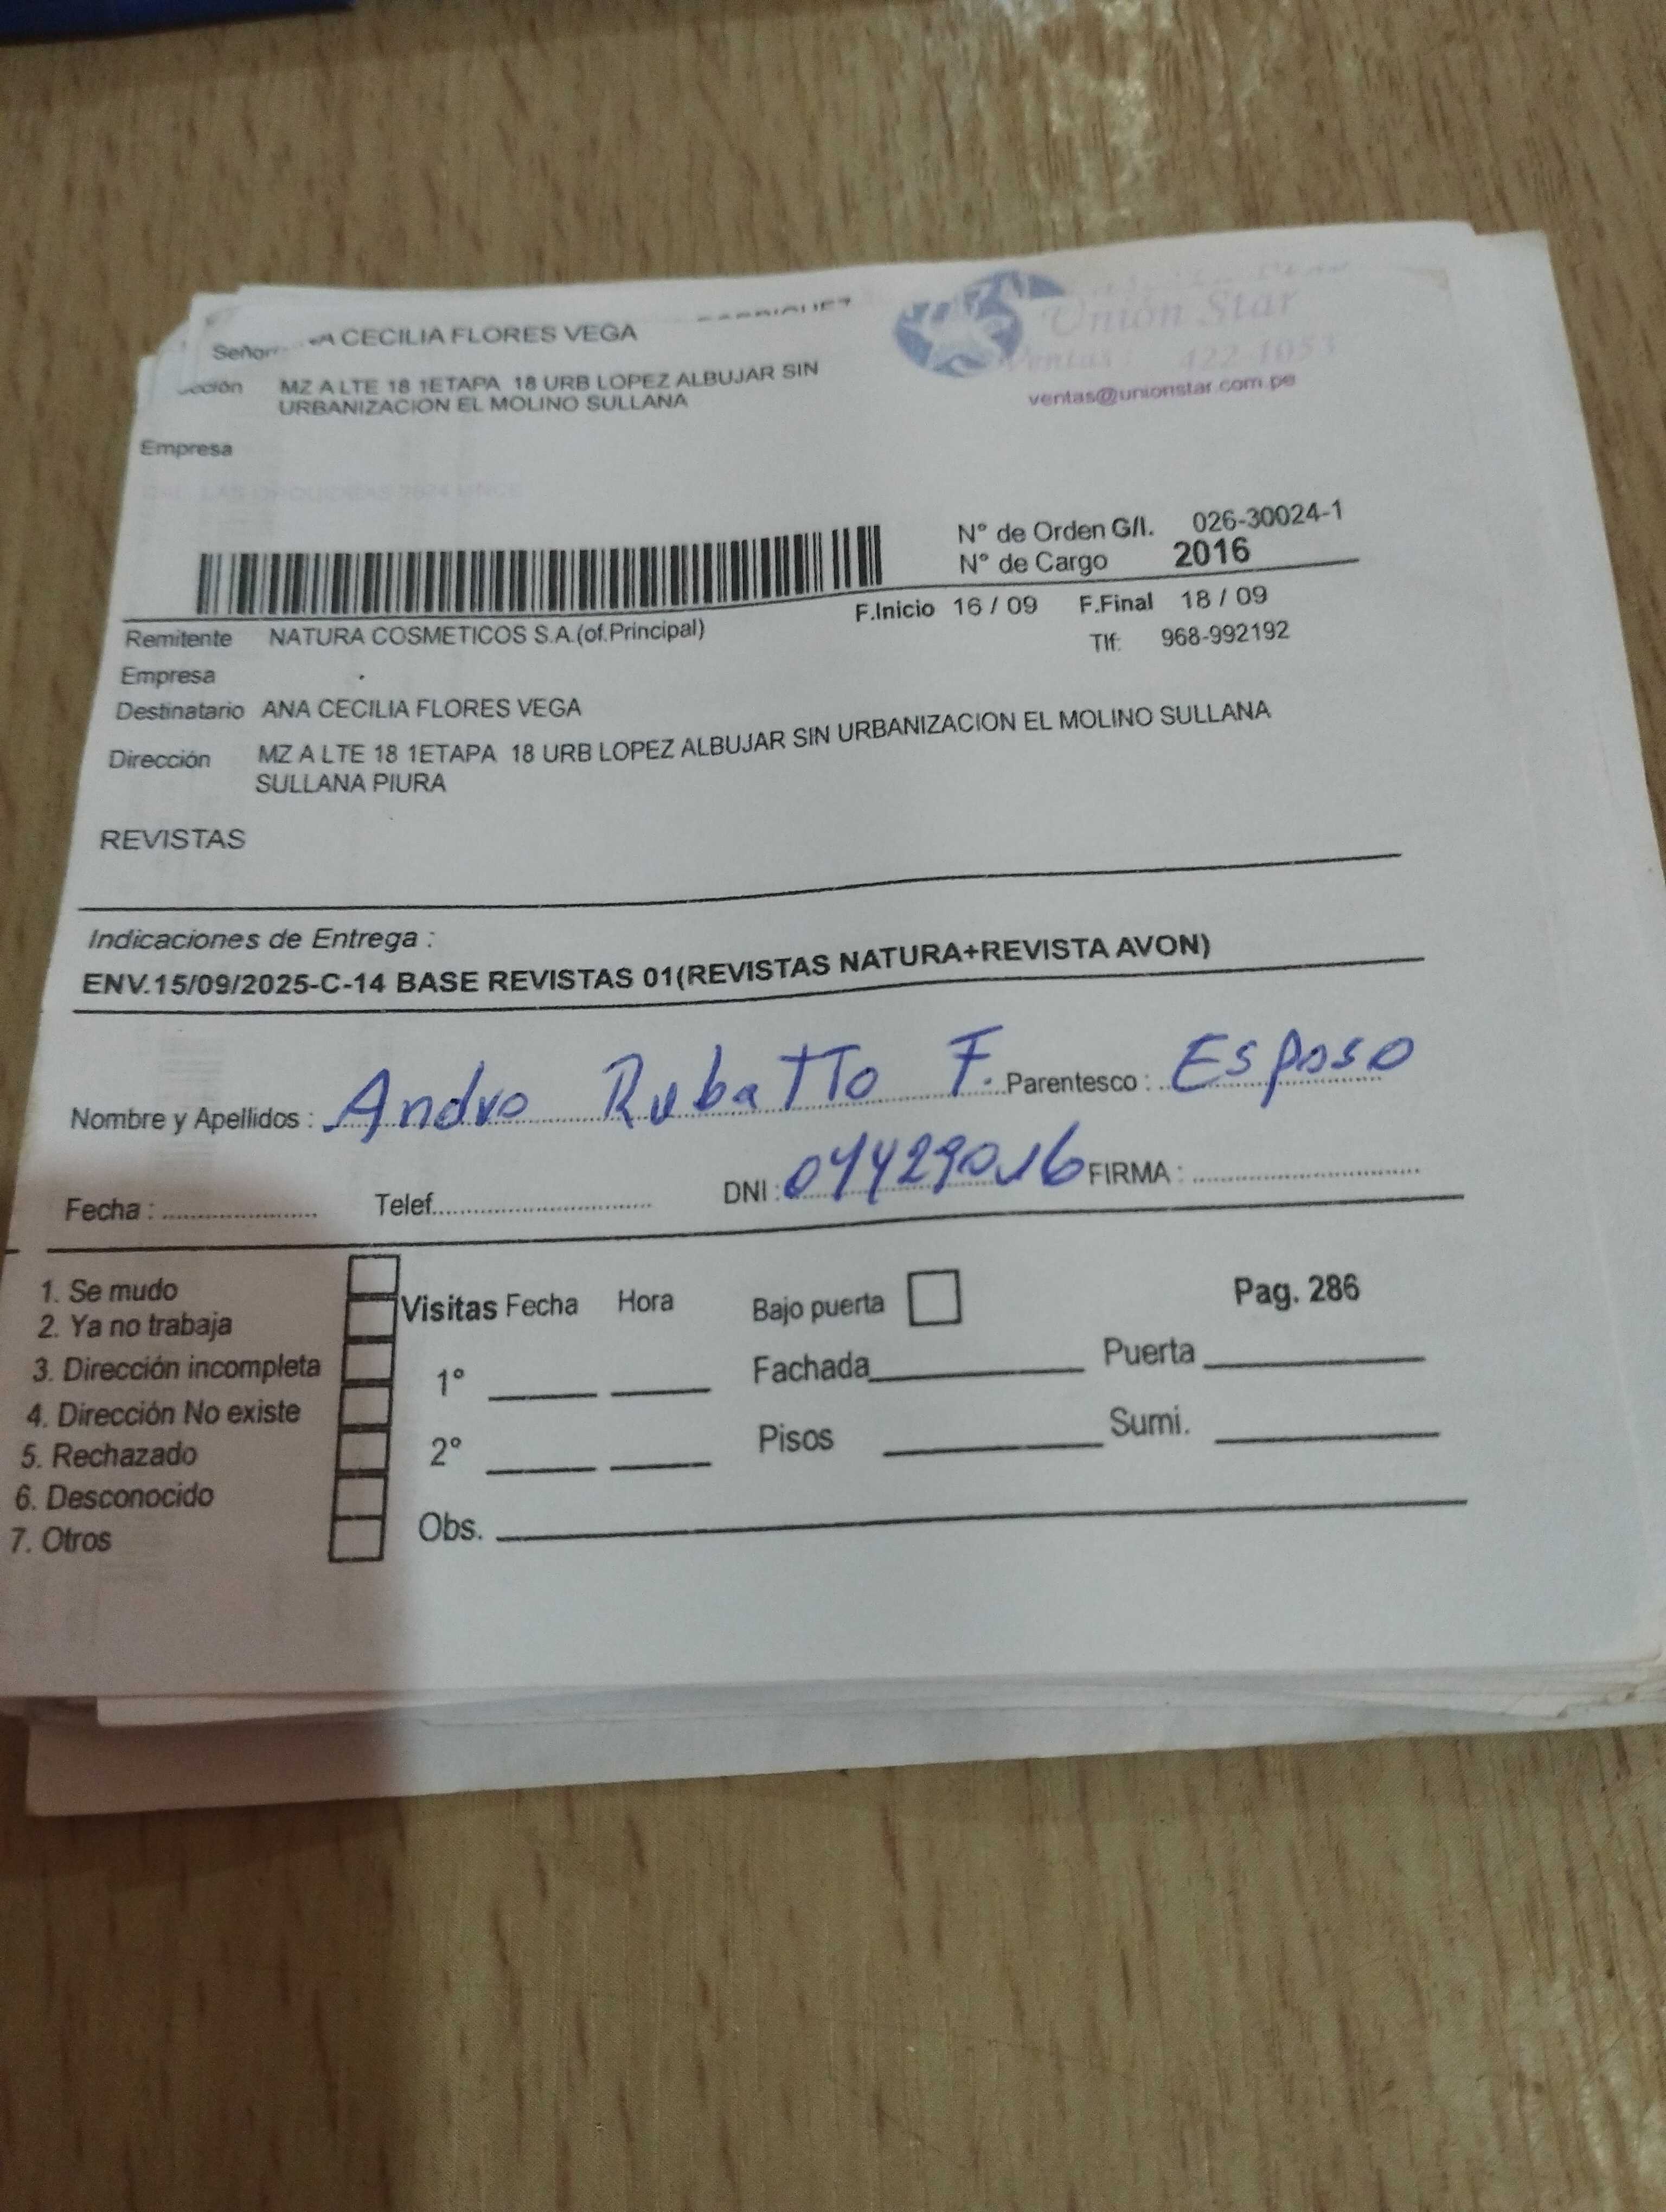 CECILIA FLORES VEGA
MZ A LTE 18 1ETAPA 18 URB LOPEZ ALBUJAR SIN
URBANIZACION EL MOLINO SULLANA
Union Star
Ventas: 422-1053
ventas@unionstar.com.pe
Empresa
N° de Orden G/I. 026-30024-1
N° de Cargo 2016
F.Inicio 16 / 09 F.Final 18 / 09
Remitente NATURA COSMETICOS S.A.(of.Principal)
Tlf: 968-992192
Empresa .
Destinatario ANA CECILIA FLORES VEGA
Dirección MZ A LTE 18 1ETAPA 18 URB LOPEZ ALBUJAR SIN URBANIZACION EL MOLINO SULLANA
SULLANA PIURA
REVISTAS
Indicaciones de Entrega :
ENV.15/09/2025-C-14 BASE REVISTAS 01(REVISTAS NATURA+REVISTA AVON)
Nombre y Apellidos : Andro Rubatto F. Parentesco : Esposo
Fecha : Telef. DNI : FIRMA :
1. Se mudo
2. Ya no trabaja
3. Dirección incompleta
4. Dirección No existe
5. Rechazado
6. Desconocido
7. Otros
Visitas Fecha Hora
1°
2°
Obs.
Bajo puerta
Pag. 286
Fachada Puerta
Pisos Sumi.